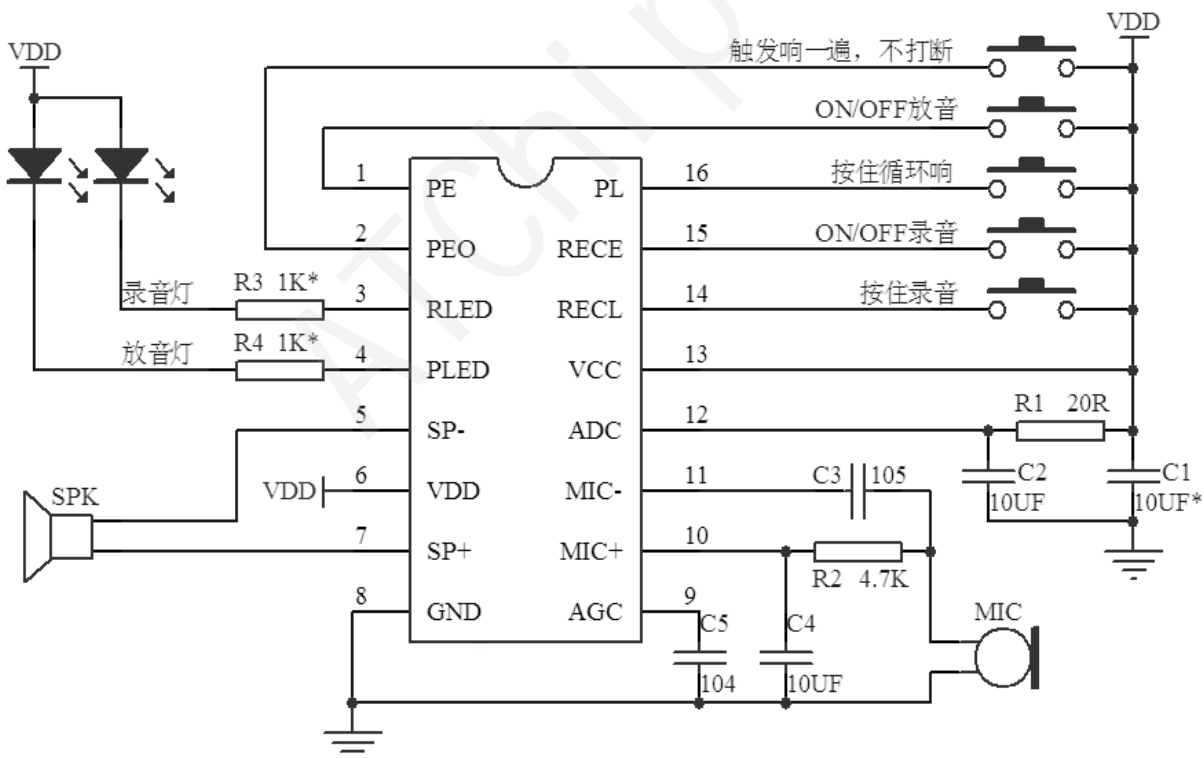 VDD
VDD
触发响一遍，不打断
ON/OFF放音
按住循环响
ON/OFF录音
按住录音
1
PE
PL
16
2
PEO
RECE
15
录音灯
R3 1K*
3
RLED
RECL
14
放音灯
R4 1K*
4
PLED
VCC
13
5
SP-
ADC
12
R1 20R
SPK
VDD
6
VDD
MIC-
11
C3 105
C2
10UF
C1
10UF*
7
SP+
MIC+
10
R2 4.7K
8
GND
AGC
9
C5
104
C4
10UF
MIC
ATChip